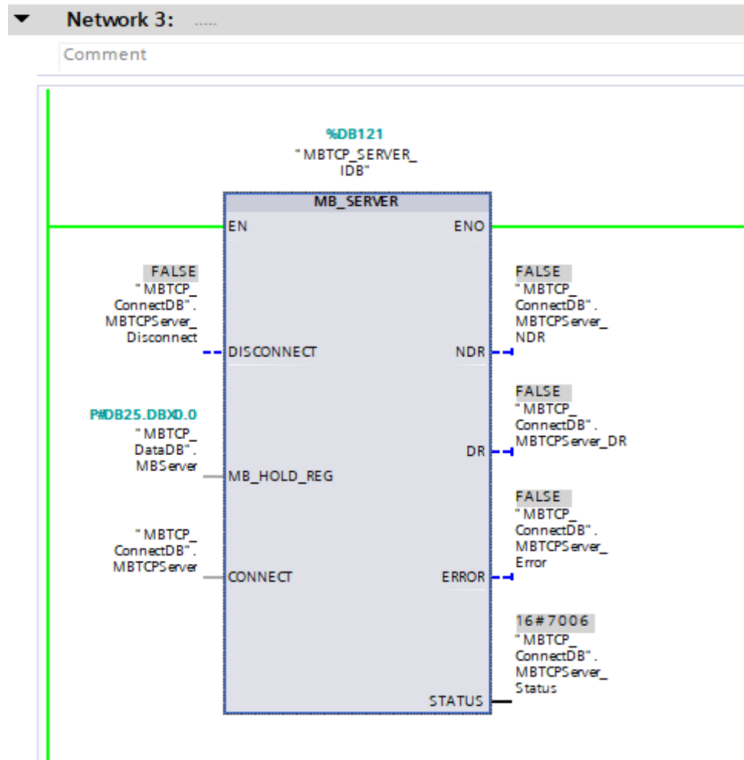 Network 3: .....
Comment
%DB121
"MBTCP_SERVER_
IDB"
MB_SERVER
EN
ENO
FALSE
"MBTCP_
ConnectDB".
MBTCPServer_
Disconnect
DISCONNECT
FALSE
"MBTCP_
ConnectDB".
MBTCPServer_
NDR
NDR
P#DB25.DBX0.0
"MBTCP_
DataDB".
MBServer
MB_HOLD_REG
FALSE
"MBTCP_
ConnectDB".
MBTCPServer_DR
DR
"MBTCP_
ConnectDB".
MBTCPServer
CONNECT
FALSE
"MBTCP_
ConnectDB".
MBTCPServer_
Error
ERROR
16#7006
"MBTCP_
ConnectDB".
MBTCPServer_
Status
STATUS